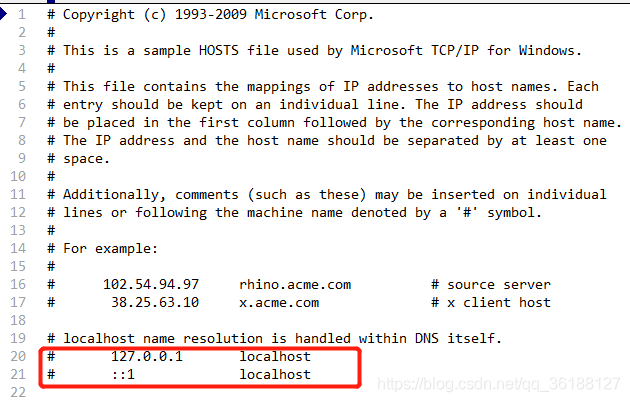 1 # Copyright (c) 1993-2009 Microsoft Corp.
2 #
3 # This is a sample HOSTS file used by Microsoft TCP/IP for Windows.
4 #
5 # This file contains the mappings of IP addresses to host names. Each
6 # entry should be kept on an individual line. The IP address should
7 # be placed in the first column followed by the corresponding host name.
8 # The IP address and the host name should be separated by at least one
9 # space.
10 #
11 # Additionally, comments (such as these) may be inserted on individual
12 # lines or following the machine name denoted by a '#' symbol.
13 #
14 # For example:
15 #
16 #      102.54.94.97     rhino.acme.com          # source server
17 #       38.25.63.10     x.acme.com              # x client host
18
19 # localhost name resolution is handled within DNS itself.
20 #       127.0.0.1       localhost
21 #       ::1             localhost
22
https://blog.csdn.net/qq_36188127